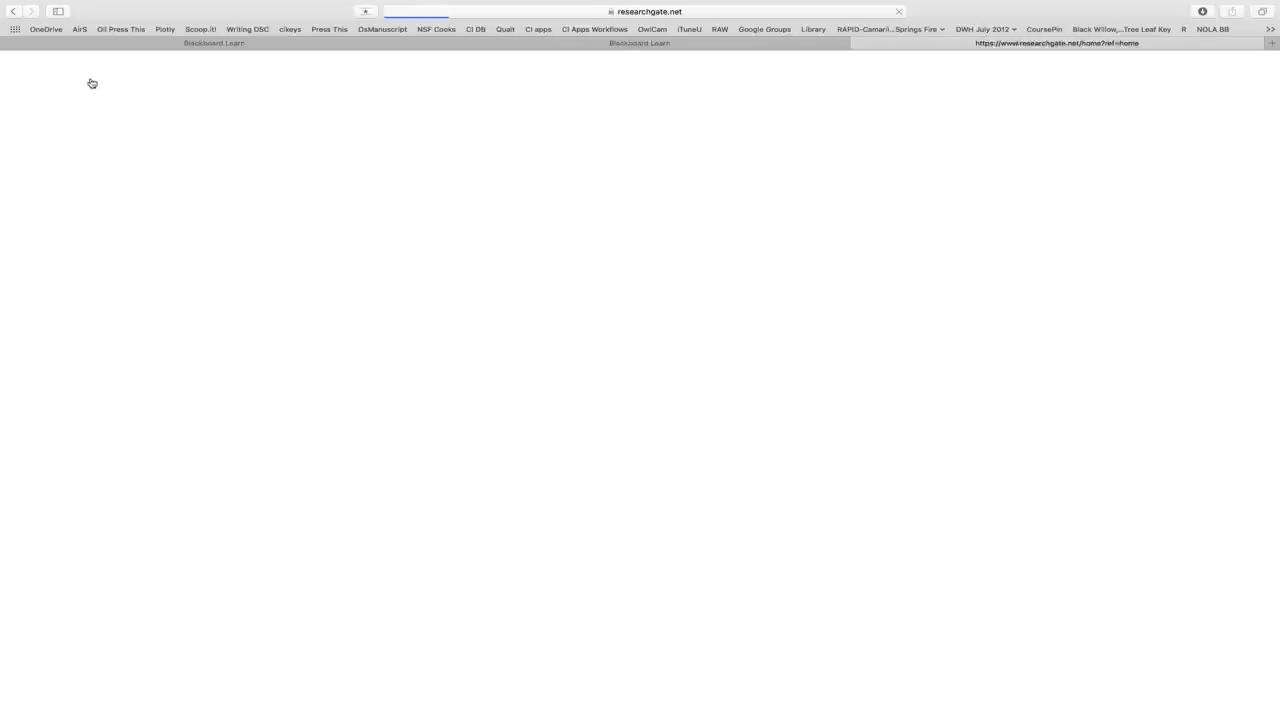 researchgate.net
OneDrive AirS Oil Press This Plotly Scoop.it! Writing DSC cikeys Press This DsManuscript NSF Cooks CI DB Qualt CI apps CI Apps Workflows OwlCam iTuneU RAW Google Groups Library RAPID-Camari...Springs Fire DWH July 2012 CoursePin Black Willow,...Tree Leaf Key R NOLA BB
Blackboard Learn Blackboard Learn https://www.researchgate.net/home?ref=home